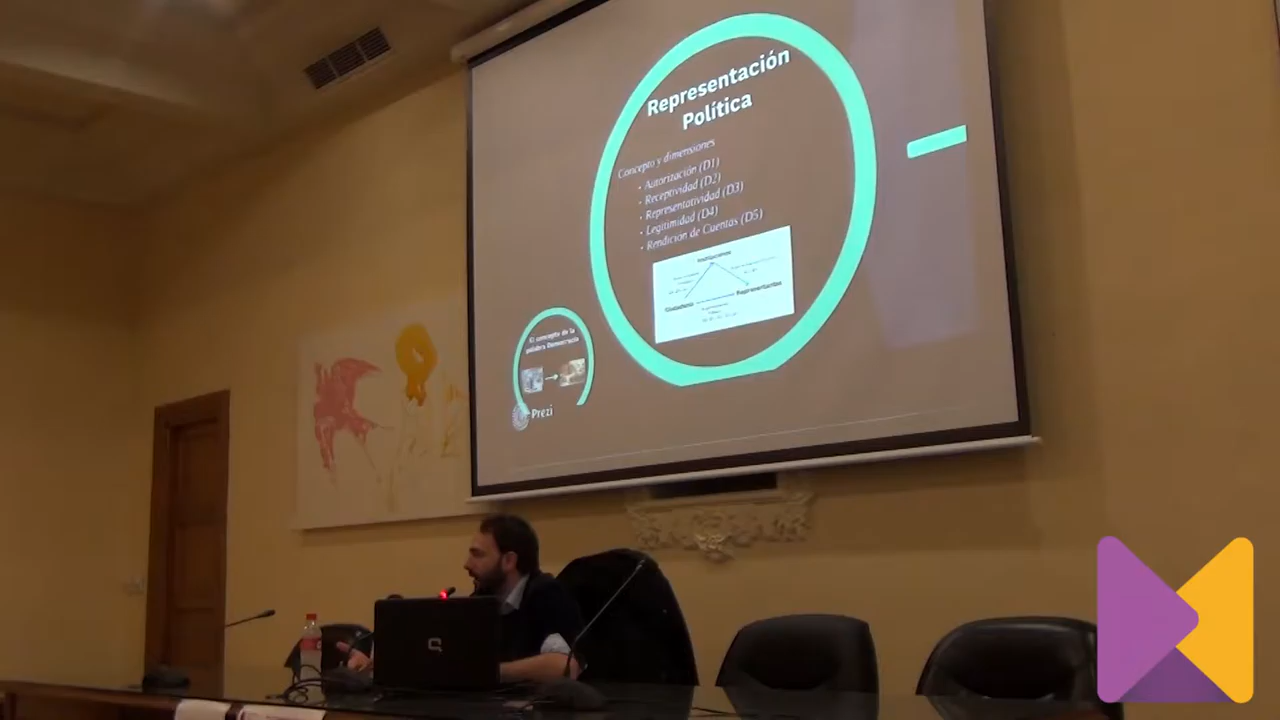 Representación
Política
Concepto y dimensiones
· Autorización (D1)
· Receptividad (D2)
· Representatividad (D3)
· Legitimidad (D4)
· Rendición de Cuentas (D5)
Instituciones
Ciudadanía
Representantes
El concepto de la
palabra Democracia
Prezi